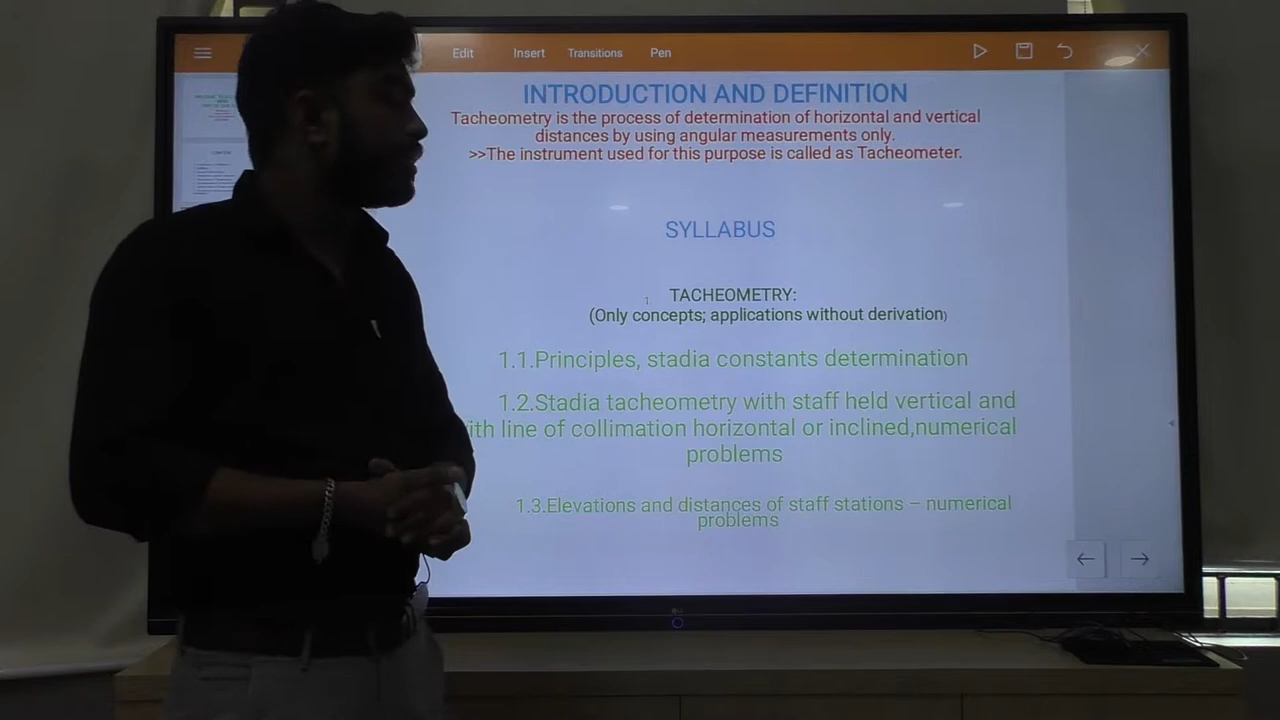 Edit Insert Transitions Pen
INTRODUCTION AND DEFINITION
Tacheometry is the process of determination of horizontal and vertical
distances by using angular measurements only.
>>The instrument used for this purpose is called as Tacheometer.
SYLLABUS
1. TACHEOMETRY:
(Only concepts; applications without derivation)
1.1.Principles, stadia constants determination
1.2.Stadia tacheometry with staff held vertical and
ith line of collimation horizontal or inclined,numerical
problems
1.3.Elevations and distances of staff stations – numerical
problems